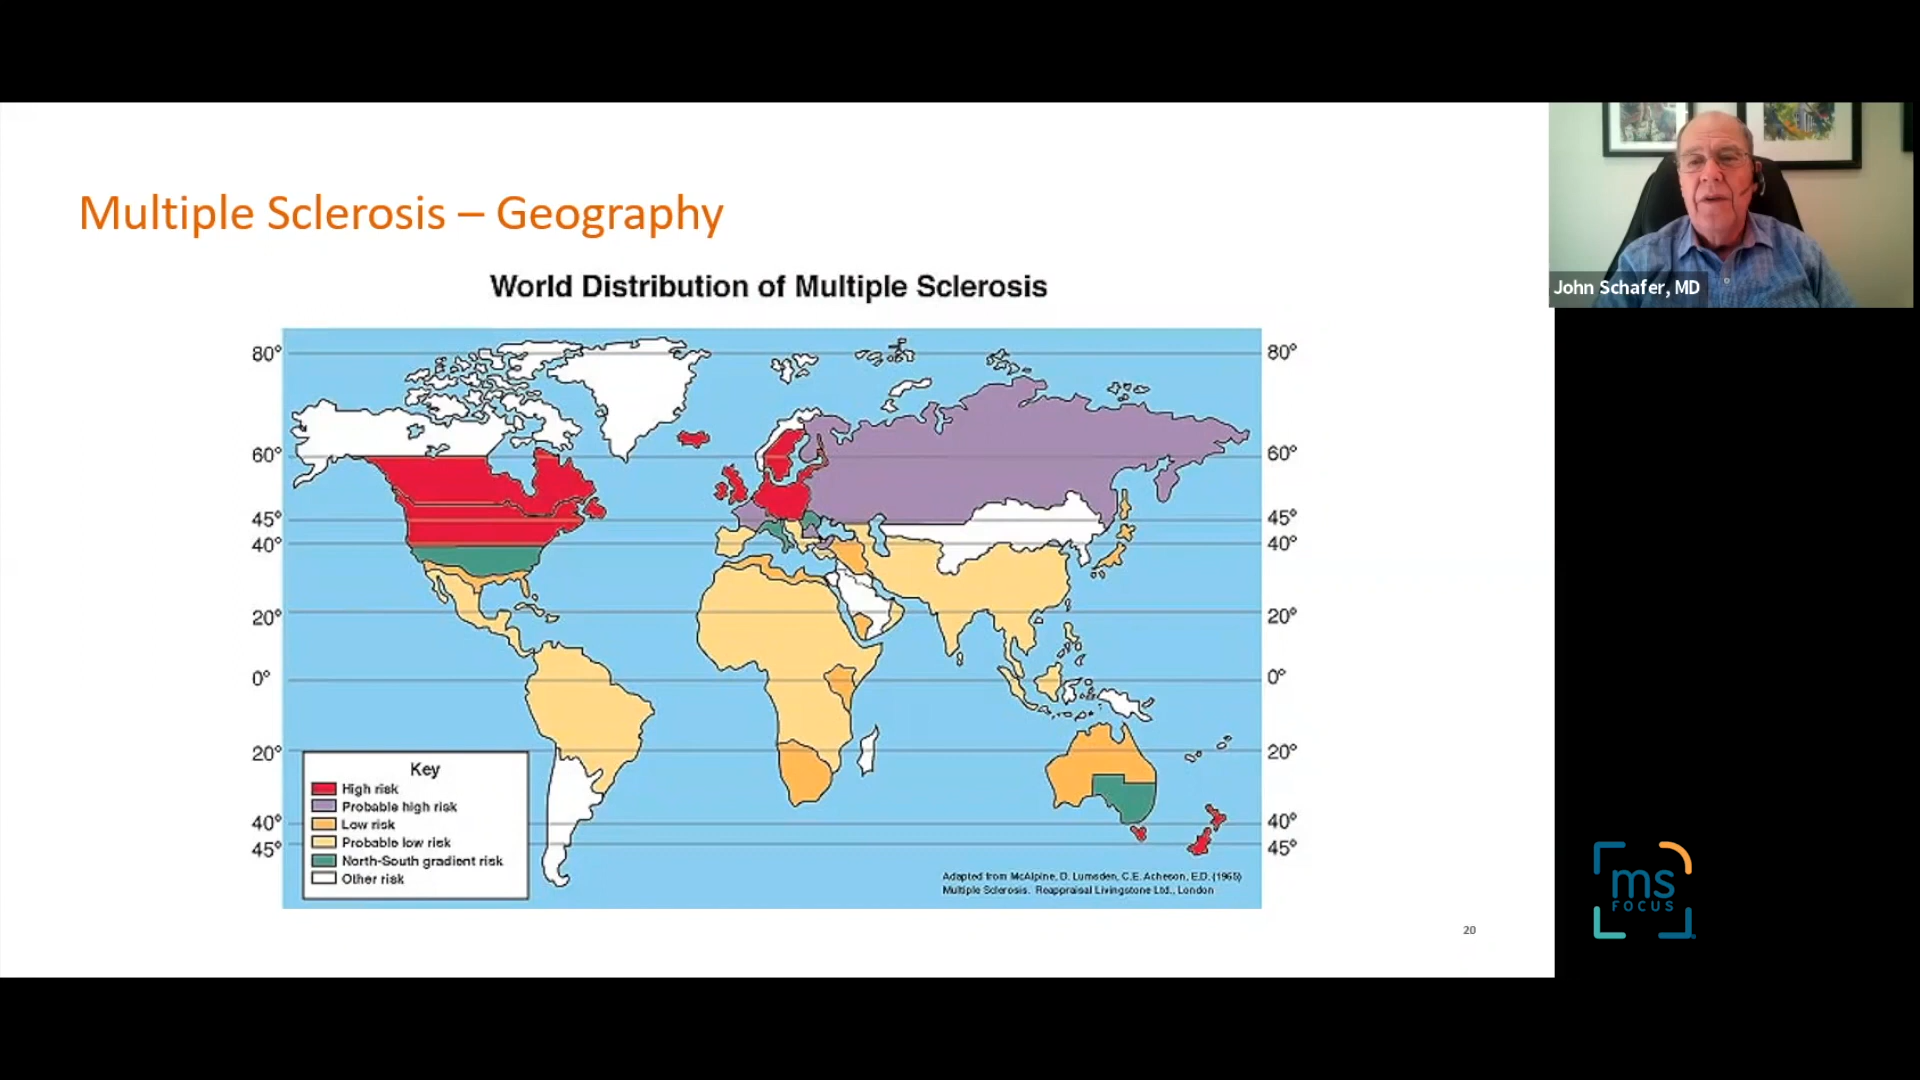 Multiple Sclerosis – Geography
World Distribution of Multiple Sclerosis
80°
60°
45°
40°
20°
0°
20°
40°
45°
80°
60°
45°
40°
20°
0°
20°
40°
45°
Key
High risk
Probable high risk
Low risk
Probable low risk
North-South gradient risk
Other risk
Adapted from McAlpine, D. Lumsden, C.E. Acheson, E.D. (1965)
Multiple Sclerosis. Reappraisal Livingstone Ltd., London
20
John Schafer, MD
ms
FOCUS